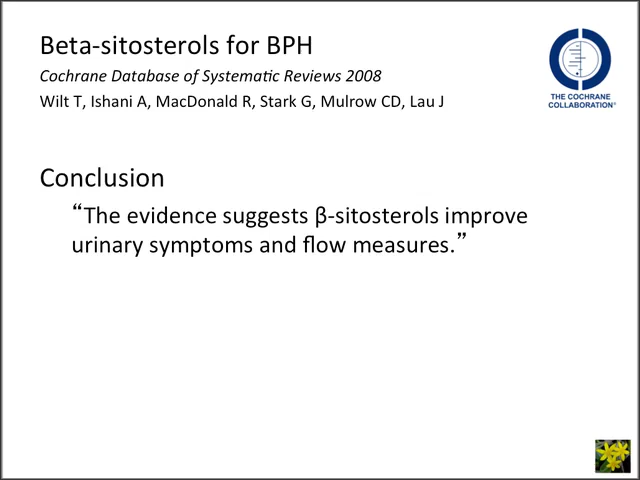 Beta-sitosterols for BPH
Cochrane Database of Systematic Reviews 2008
Wilt T, Ishani A, MacDonald R, Stark G, Mulrow CD, Lau J
THE COCHRANE
COLLABORATION®
Conclusion
“The evidence suggests β-sitosterols improve
urinary symptoms and flow measures.”